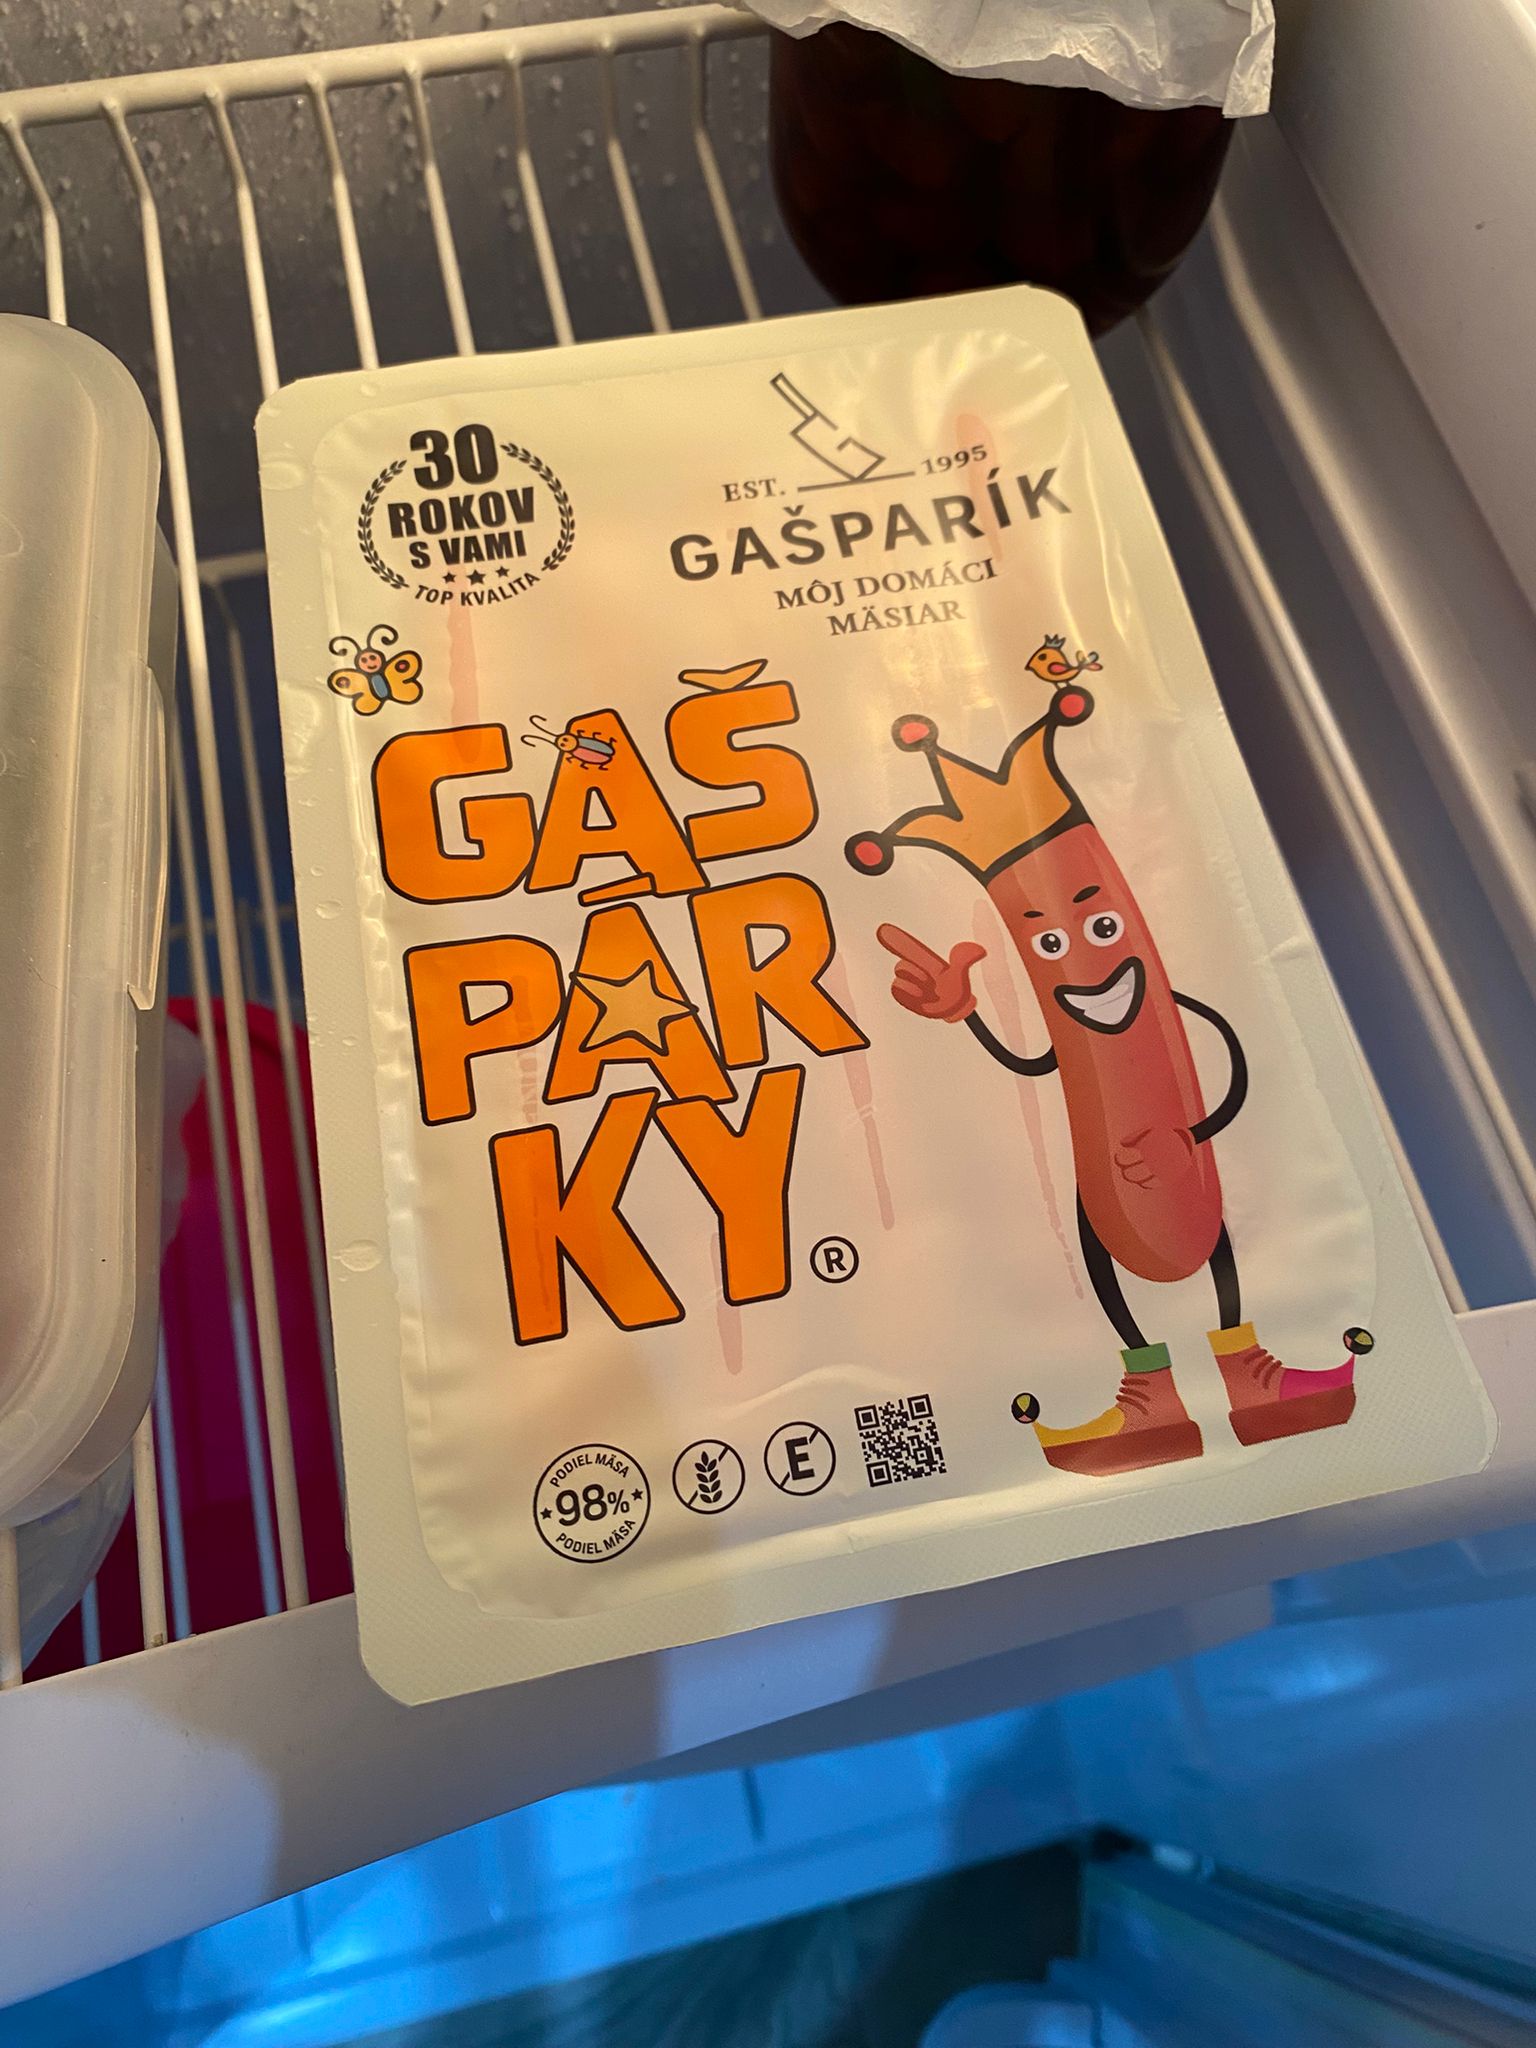 30
ROKOV
S VAMI
TOP KVALITA
EST. 1995
GAŠPARÍK
MÔJ DOMÁCI
MÄSIAR
GAŠ
PÁR
KY®
PODIEL MÄSA
98%
PODIEL MÄSA
E